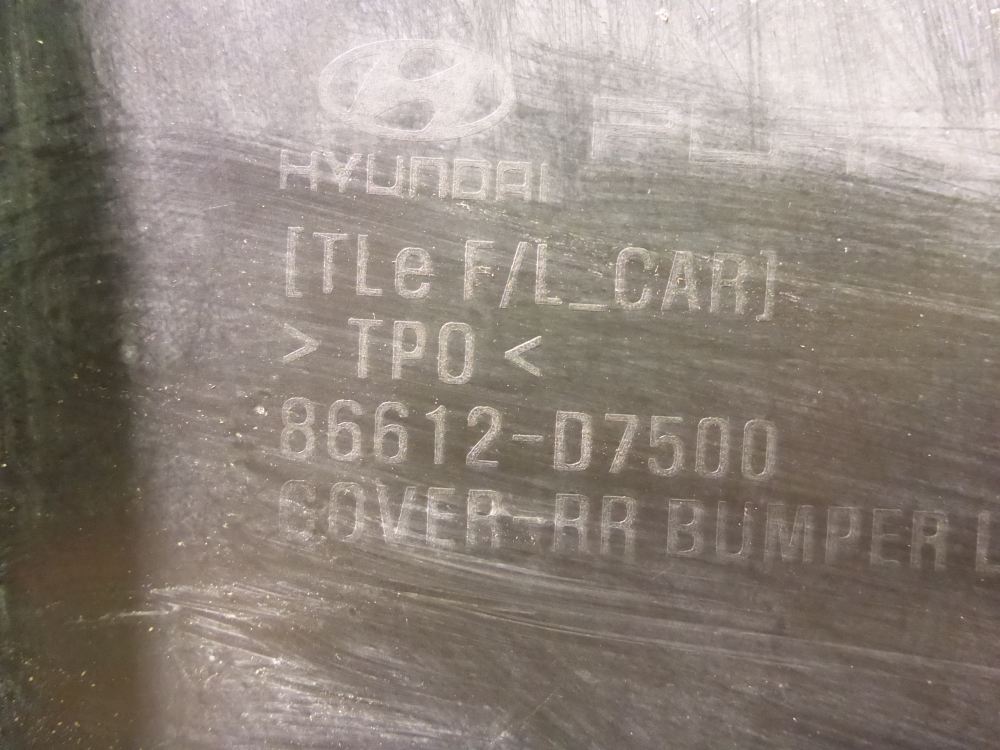 HYUNDAI
[TLe F/L_CAR]
> TPO <
86612-D7500
COVER-RR BUMPER L